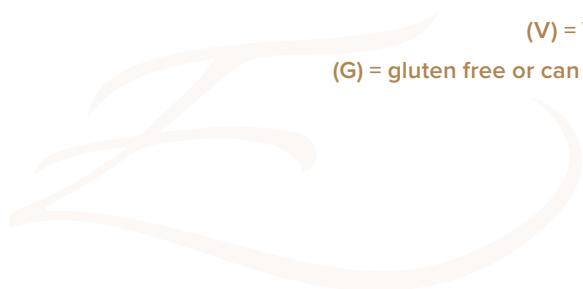 (V) =
(G) = gluten free or can